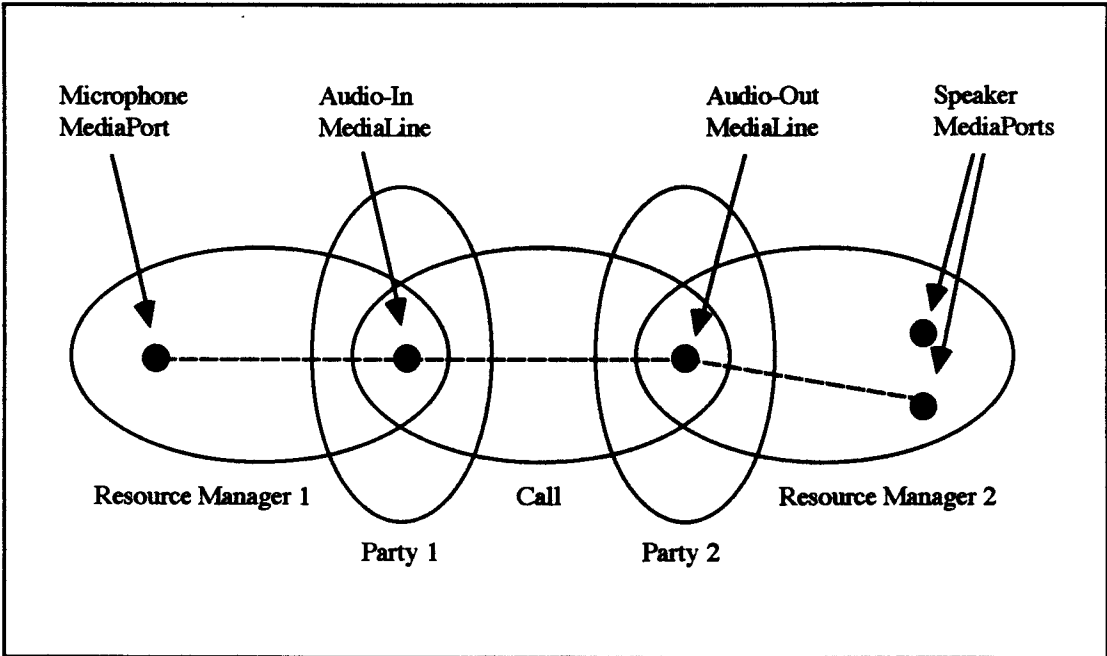 Microphone
MediaPort
Audio-In
MediaLine
Audio-Out
MediaLine
Speaker
MediaPorts
Resource Manager 1
Call
Resource Manager 2
Party 1
Party 2